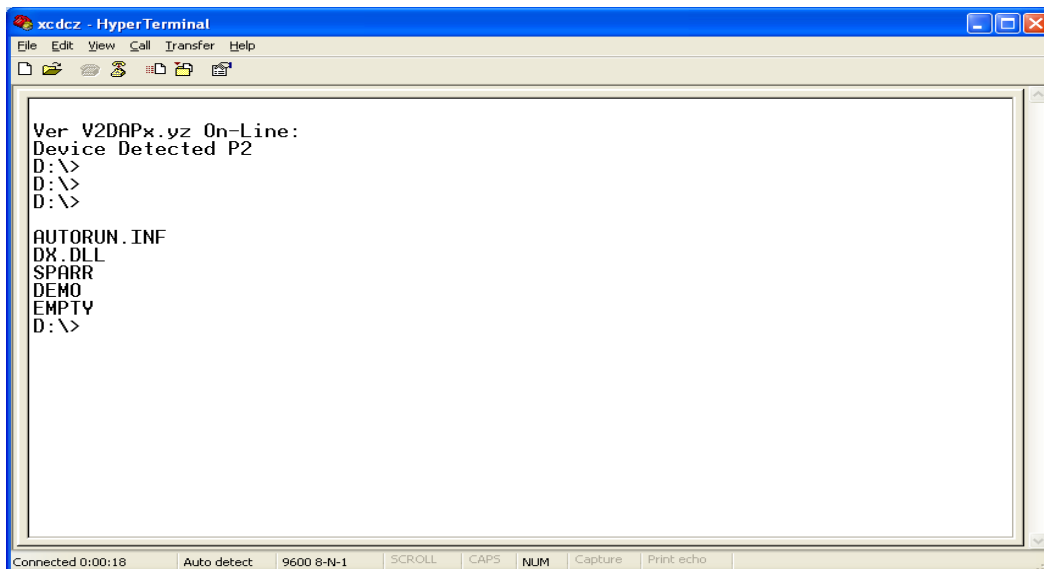 xcdcz - HyperTerminal
File Edit View Call Transfer Help
Ver V2DAPx.yz On-Line:
Device Detected P2
D:\>
D:\>
D:\>
AUTORUN.INF
DX.DLL
SPARR
DEMO
EMPTY
D:\>
Connected 0:00:18 Auto detect 9600 8-N-1 SCROLL CAPS NUM Capture Print echo